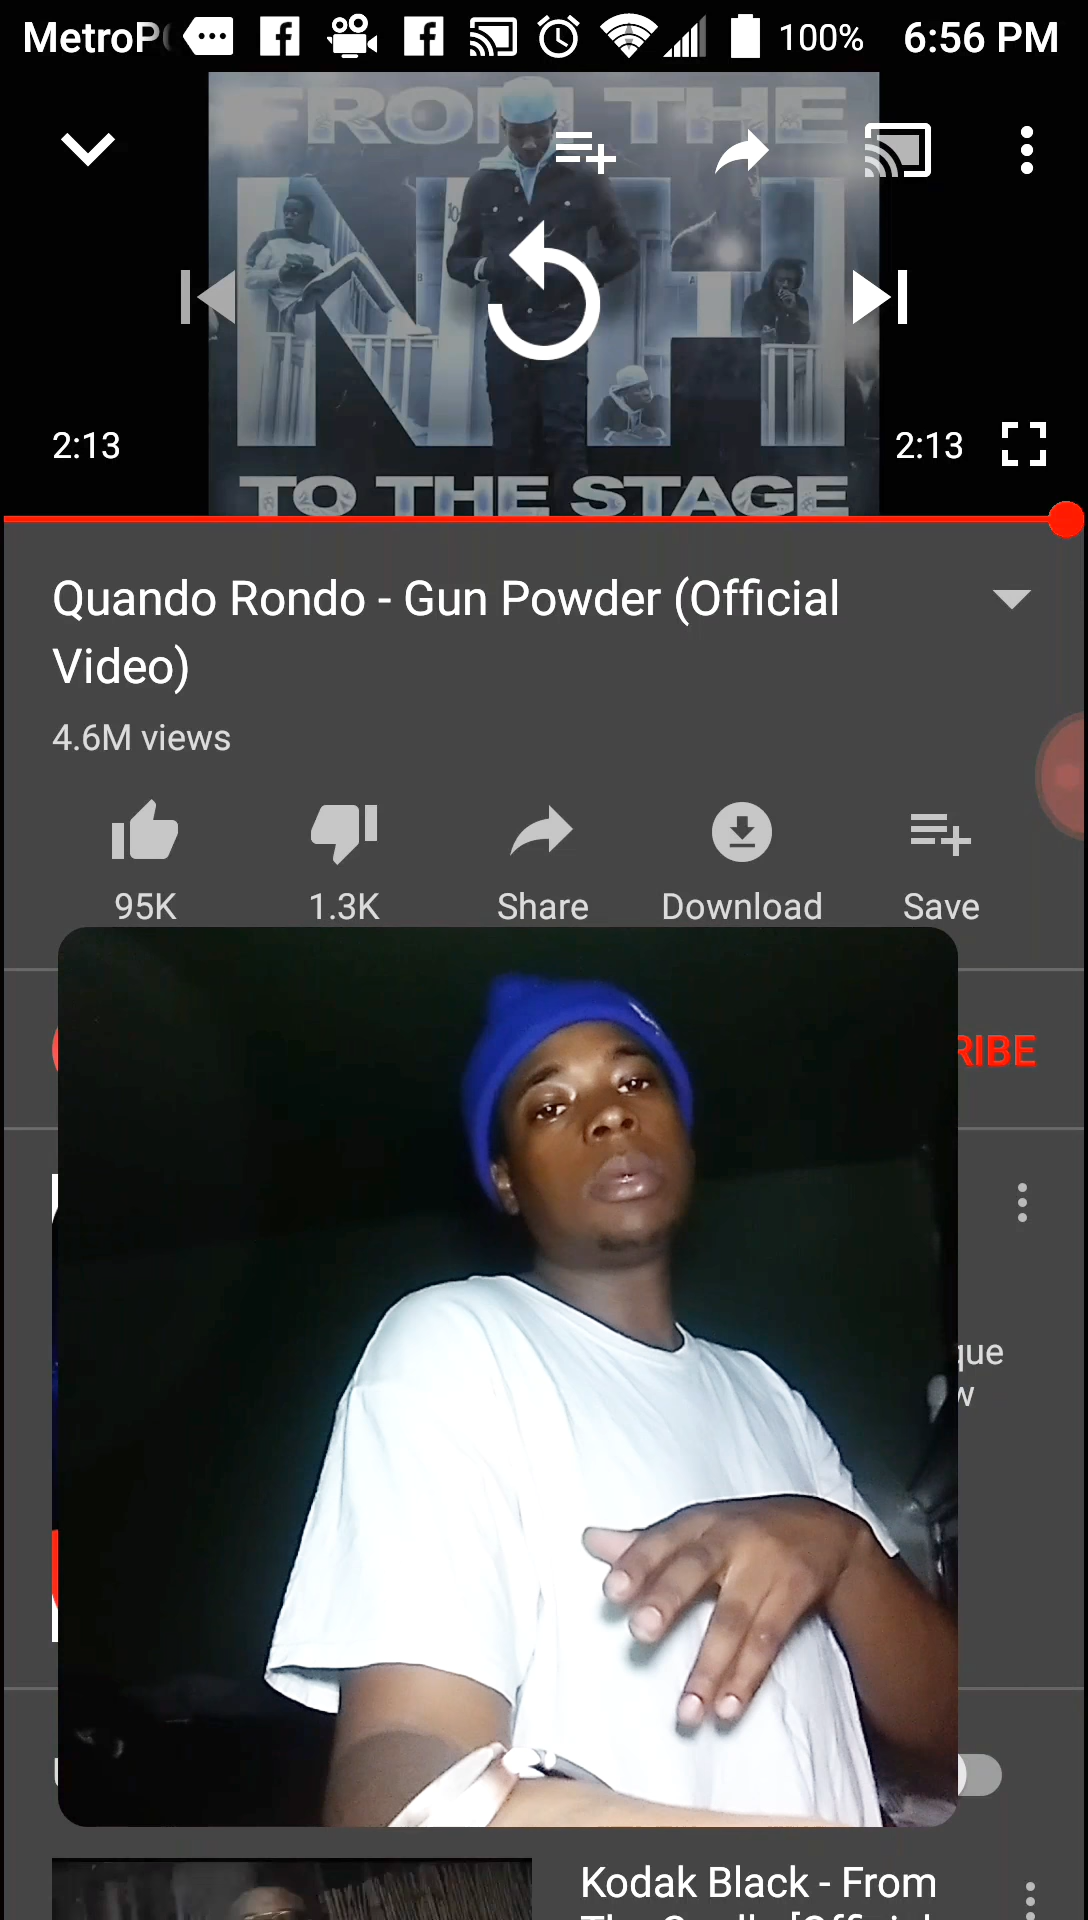 MetroP
100%
6:56 PM
FROM THE
NH
TO THE STAGE
2:13
2:13
Quando Rondo - Gun Powder (Official
Video)
4.6M views
95K
1.3K
Share
Download
Save
RIBE
que
w
Kodak Black - From